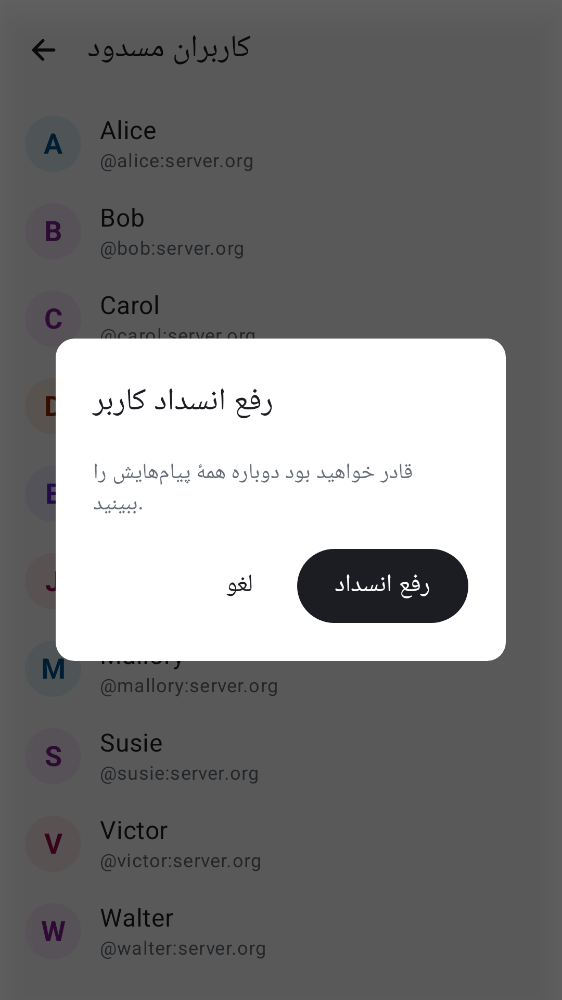 کاربران مسدود
A
Alice
@alice:server.org
B
Bob
@bob:server.org
C
Carol
@carol:server.org
رفع انسداد کاربر
قادر خواهید بود دوباره همهٔ پیام‌هایش را
ببینید.
لغو
رفع انسداد
M
Mallory
@mallory:server.org
S
Susie
@susie:server.org
V
Victor
@victor:server.org
W
Walter
@walter:server.org